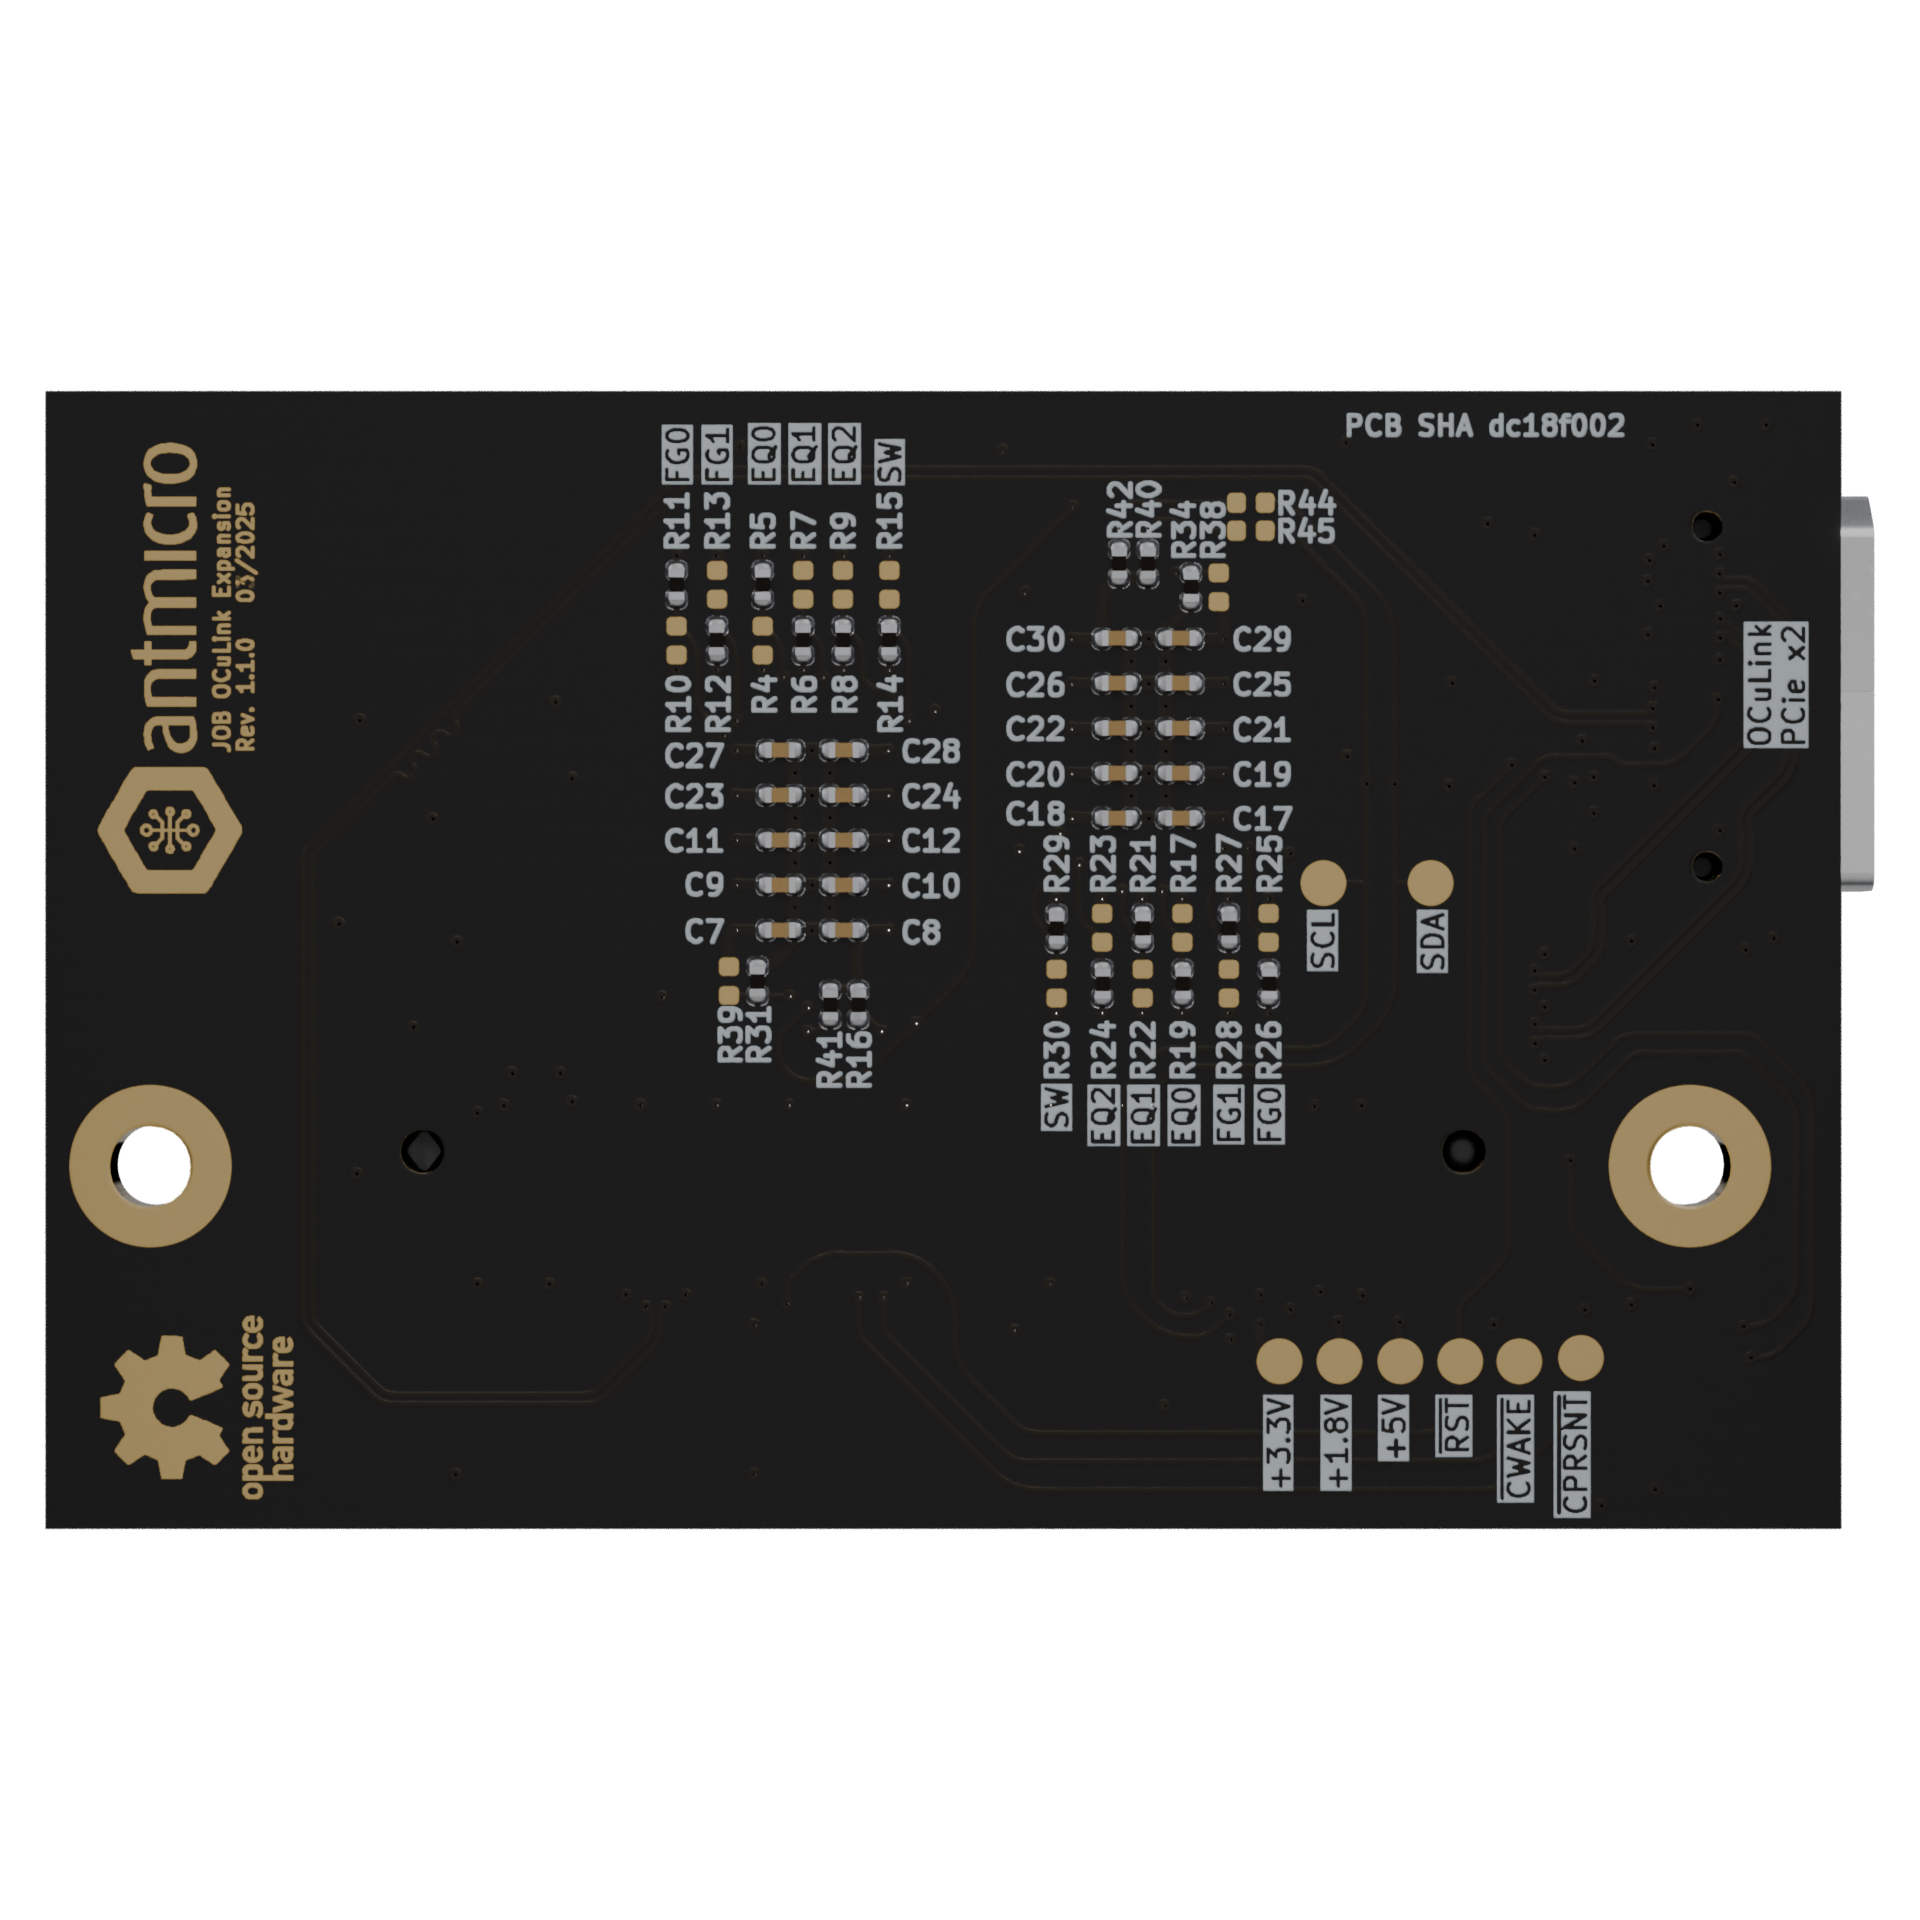 antmicro
JOB OCuLink Expansion
Rev. 1.1.0 03/2025
open source
hardware
PCB SHA dc18f002
FG0 FG1 EQ0 EQ1 EQ2 SW
R11 R13 R5 R7 R9 R15
R10 R12 R4 R6 R8 R14
C27 C28
C23 C24
C11 C12
C9 C10
C7 C8
R39 R31 R41 R16
R42 R40 R34 R38
R44
R45
C30 C29
C26 C25
C22 C21
C20 C19
C18 C17
R29 R23 R21 R17 R27 R25
R30 R24 R22 R19 R28 R26
SW EQ2 EQ1 EQ0 FG1 FG0
SCL SDA
OCuLink
PCie x2
+3.3V +1.8V +5V RST CWAKE CPRSNT